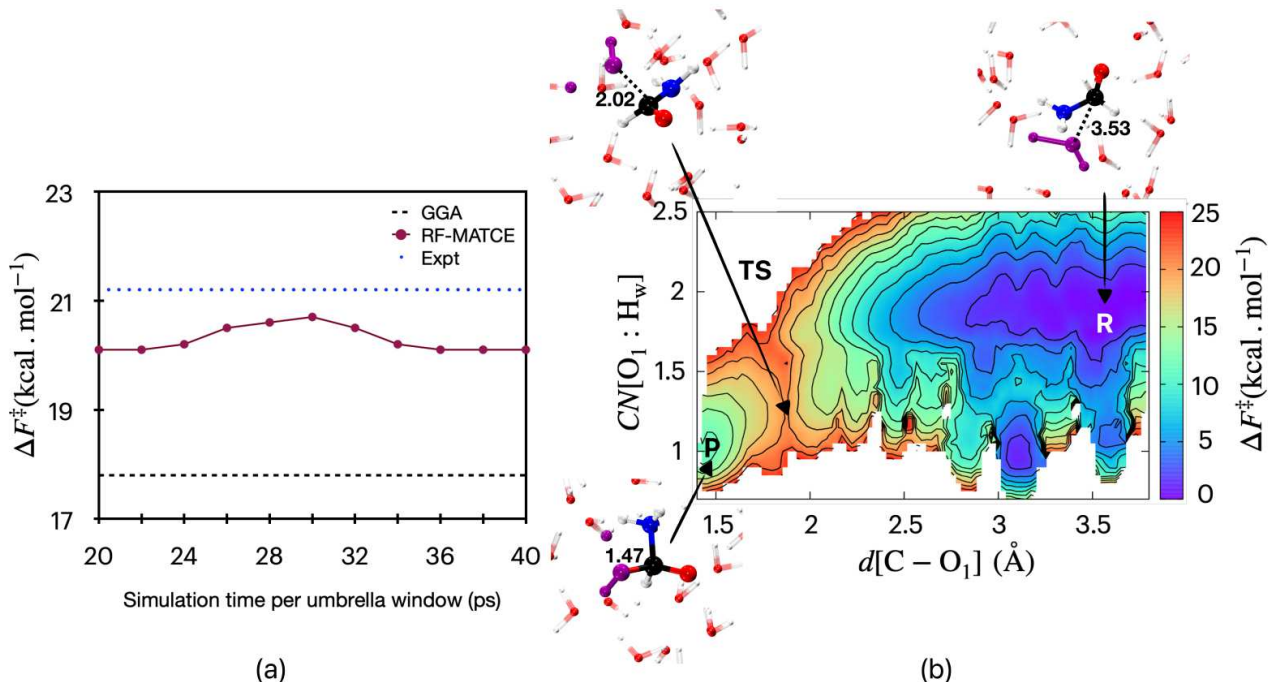 23
21
19
17
ΔF‡(kcal . mol−1)
GGA
RF-MATCE
Expt
20 24 28 32 36 40
Simulation time per umbrella window (ps)
(a)
2.02
3.53
1.47
TS
R
P
2.5
2
1.5
1
CN[O1 : Hw]
1.5 2 2.5 3 3.5
d[C − O1] (Å)
25
20
15
10
5
0
ΔF‡(kcal . mol−1)
(b)